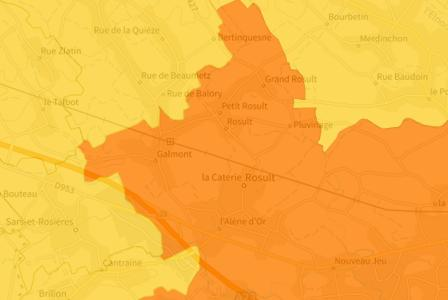 Bourbetin
Rue de la Quièze
Bertinquesne
Merdinchon
Rue Zlatin
Rue de Beaumetz
Grand Rosult
Rue Baudoin
Rue de Balory
le Talbot
Petit Rosult
Rosult
Pluvinage
Galmont
la Caterie Rosult
D953
Bouteau
Sars-et-Rosières
l'Alène d'Or
Nouveau Jeu
Cantraine
Brillon